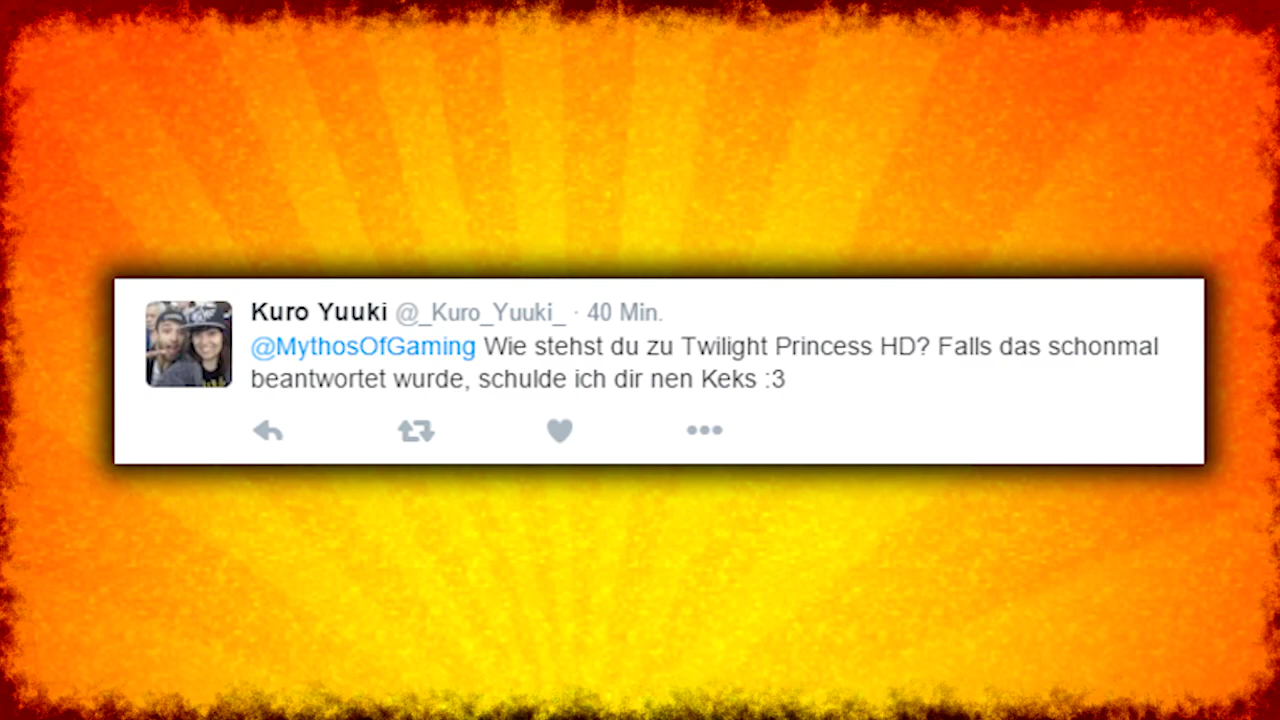 Kuro Yuuki @_Kuro_Yuuki_ · 40 Min.
@MythosOfGaming Wie stehst du zu Twilight Princess HD? Falls das schonmal
beantwortet wurde, schulde ich dir nen Keks :3